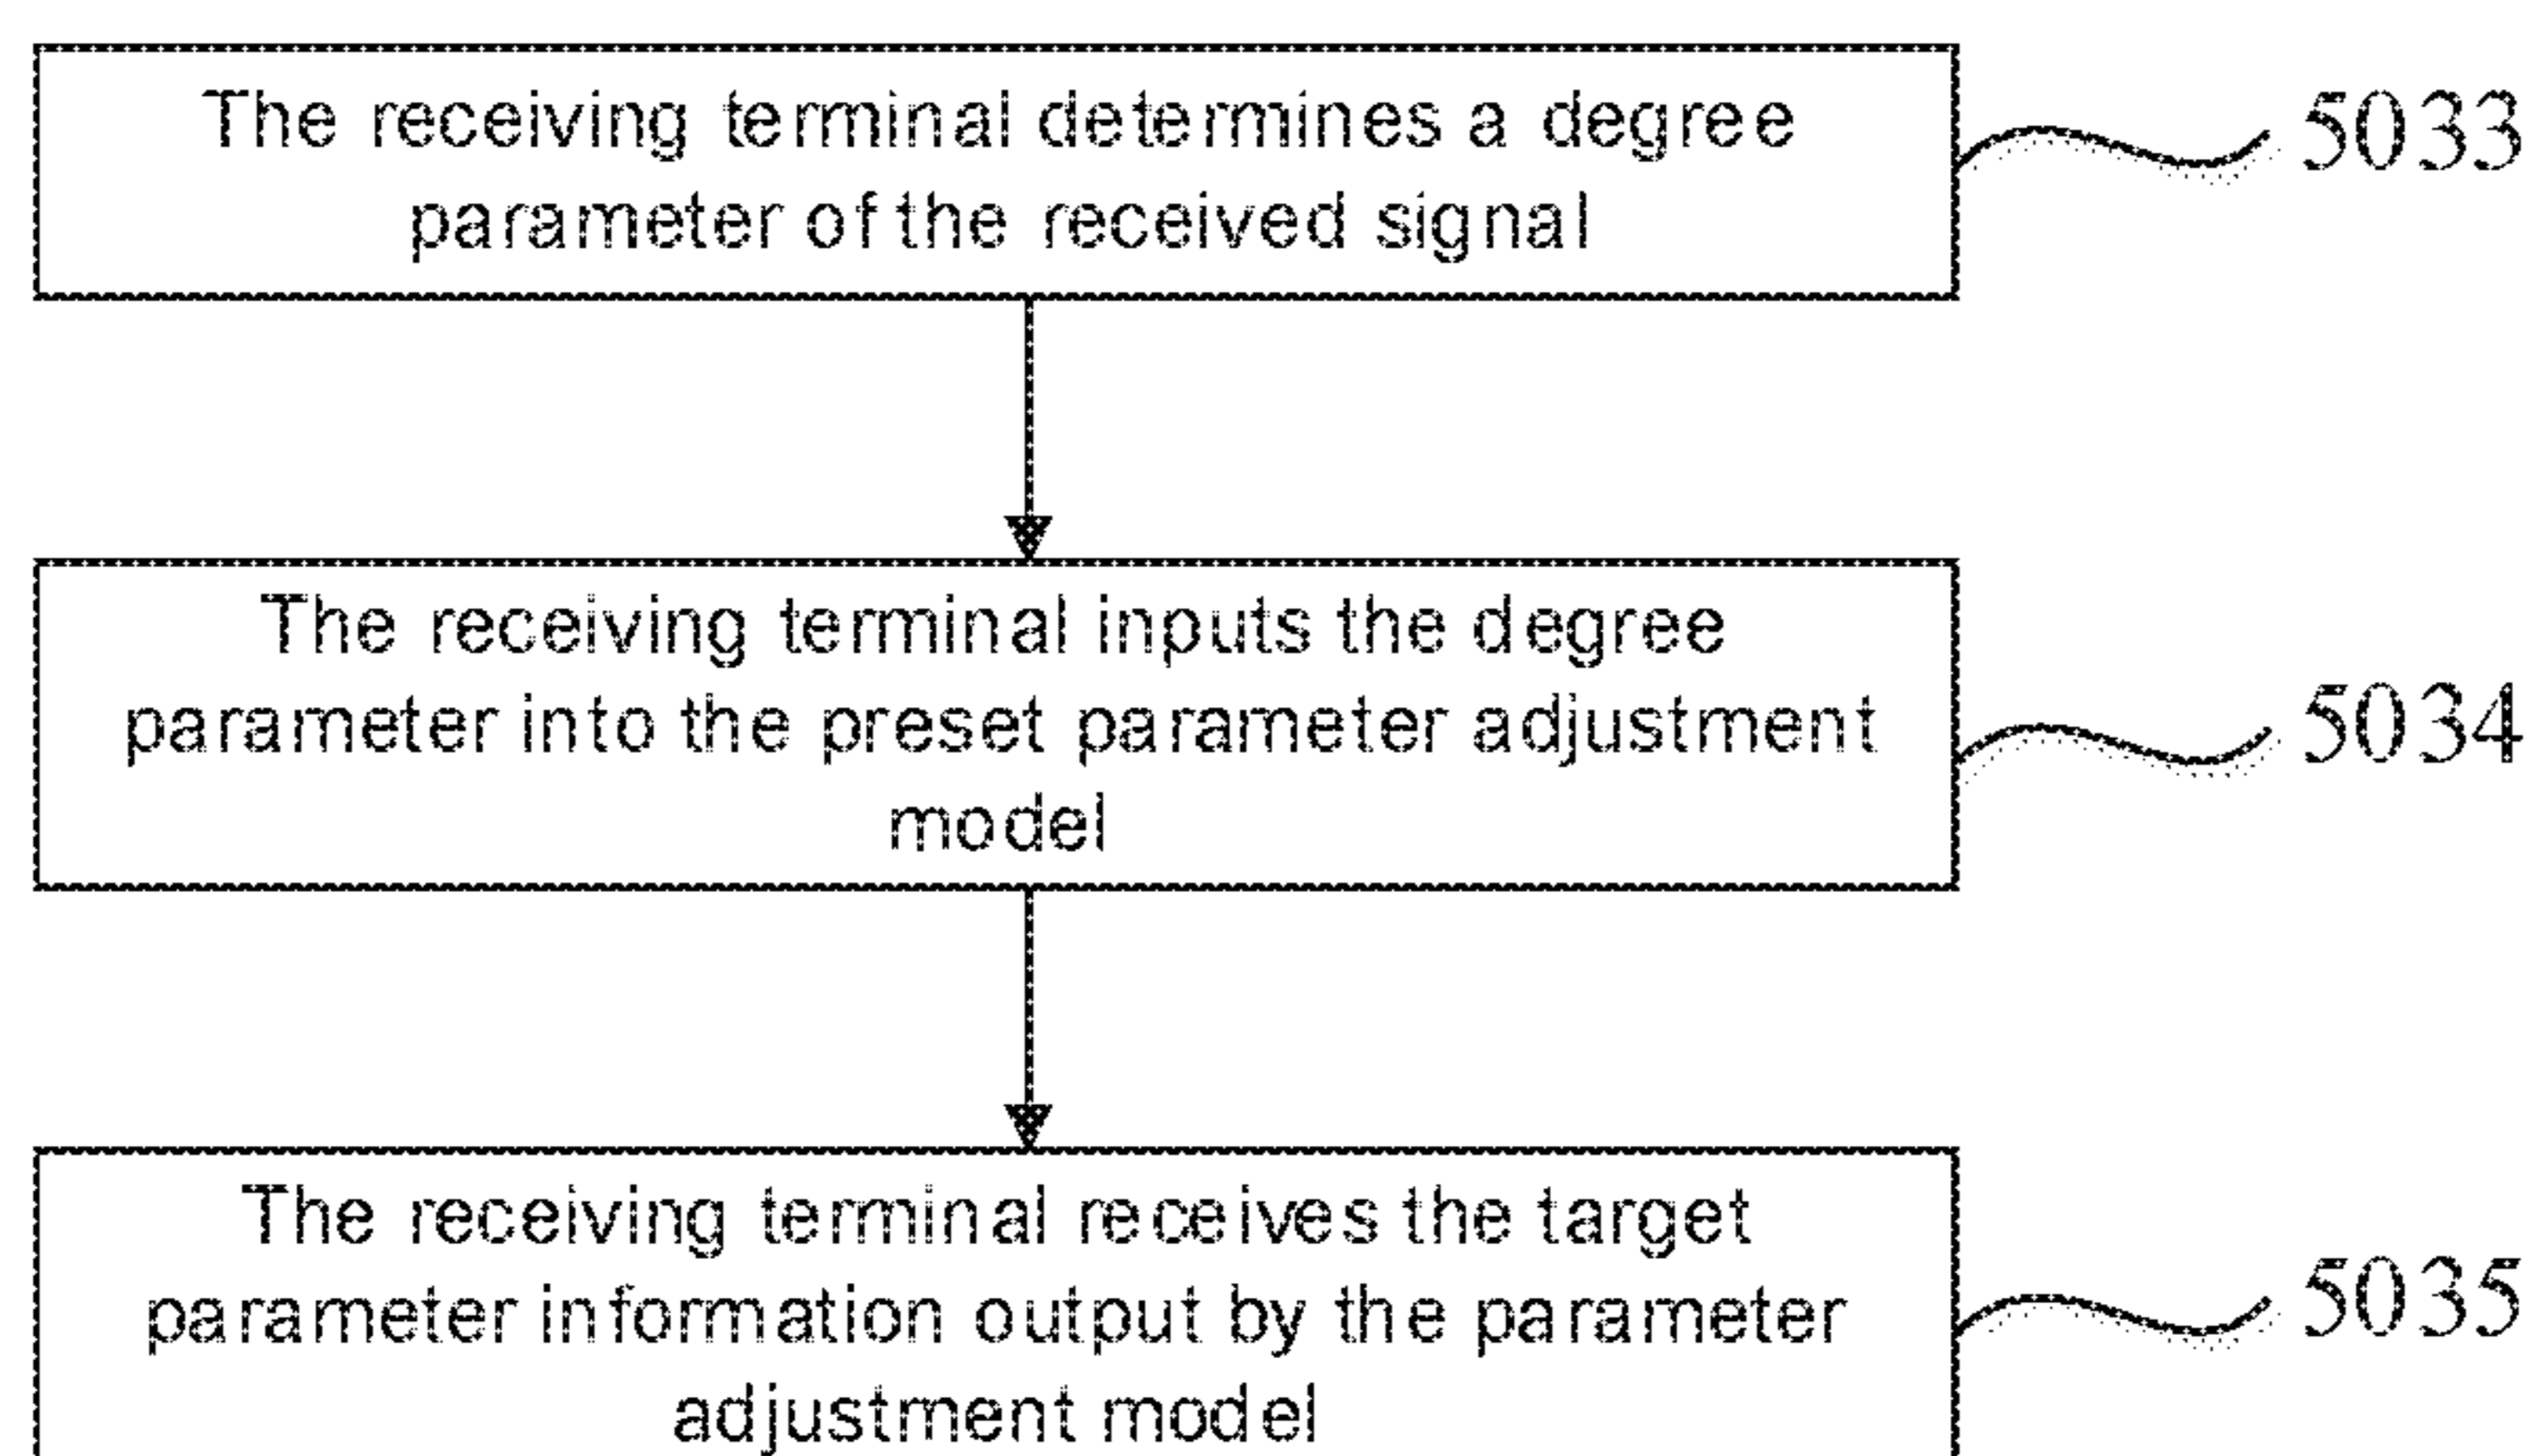 The receiving terminal determines a degree
parameter of the received signal
5033
The receiving terminal inputs the degree
parameter into the preset parameter adjustment
model
5034
The receiving terminal receives the target
parameter information output by the parameter
adjustment model
5035